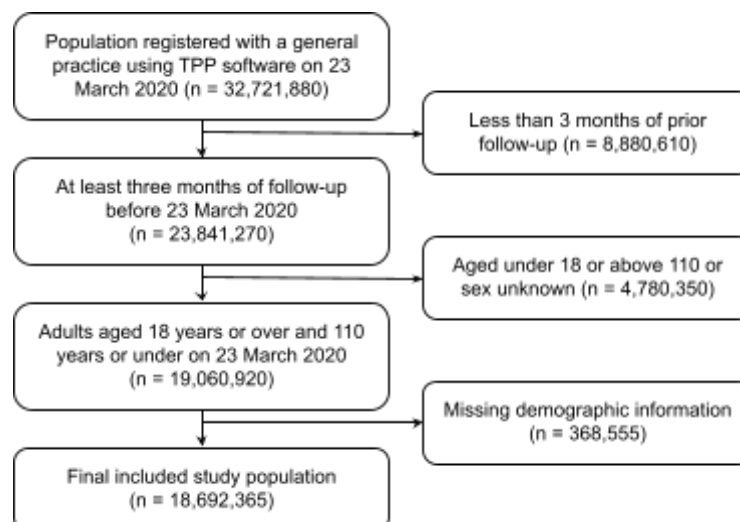 Population registered with a general
practice using TPP software on 23
March 2020 (n = 32,721,880)
Less than 3 months of prior
follow-up (n = 8,880,610)
At least three months of follow-up
before 23 March 2020
(n = 23,841,270)
Aged under 18 or above 110 or
sex unknown (n = 4,780,350)
Adults aged 18 years or over and 110
years or under on 23 March 2020
(n = 19,060,920)
Missing demographic information
(n = 368,555)
Final included study population
(n = 18,692,365)